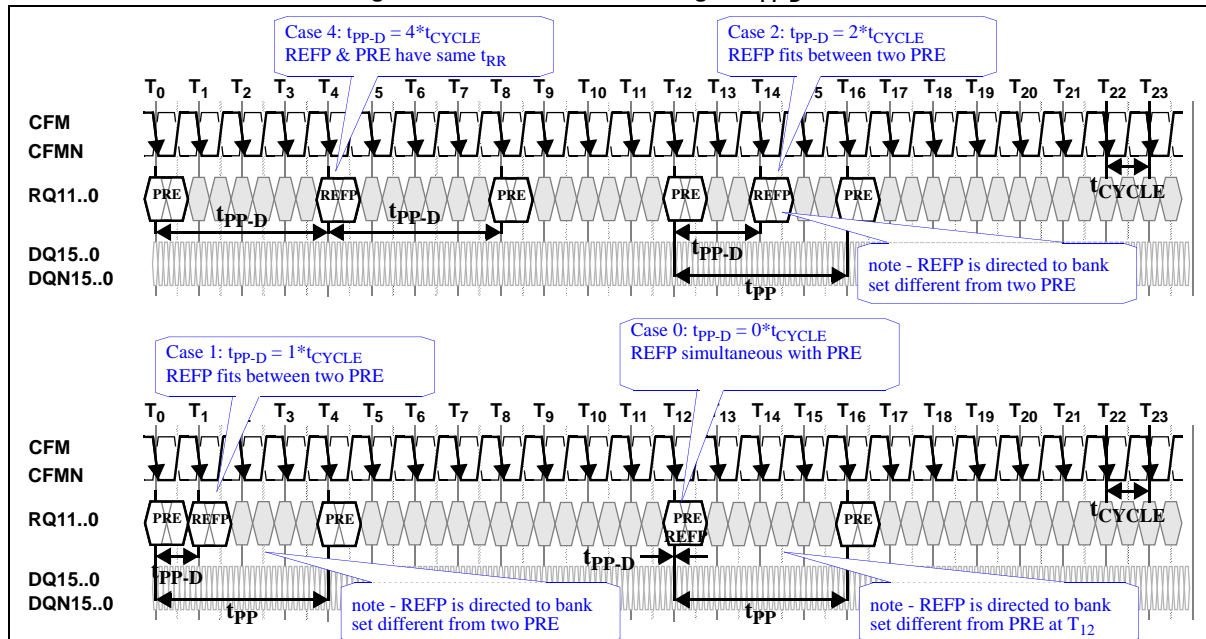 Case 4: tPP-D = 4*tCYCLE
REFP & PRE have same tRR
Case 2: tPP-D = 2*tCYCLE
REFP fits between two PRE
T0 T1 T2 T3 T4 5 T6 T7 T8 T9 T10 T11 T12 T13 T14 5 T16 T17 T18 T19 T20 T21 T22 T23
CFM
CFMN
RQ11..0
PRE REFP PRE PRE REFP PRE
tCYCLE
tPP-D tPP-D tPP-D
DQ15..0
DQN15..0
tPP
note - REFP is directed to bank
set different from two PRE
Case 1: tPP-D = 1*tCYCLE
REFP fits between two PRE
Case 0: tPP-D = 0*tCYCLE
REFP simultaneous with PRE
T0 T1 T3 T4 T5 T6 T7 T8 T9 T10 T11 T12 13 T14 T15 T16 T17 T18 T19 T20 T21 T22 T23
CFM
CFMN
RQ11..0
PRE REFP PRE PRE REFP PRE
tCYCLE
tPP-D tPP-D
DQ15..0
DQN15..0
tPP tPP
note - REFP is directed to bank
set different from two PRE
note - REFP is directed to bank
set different from PRE at T12